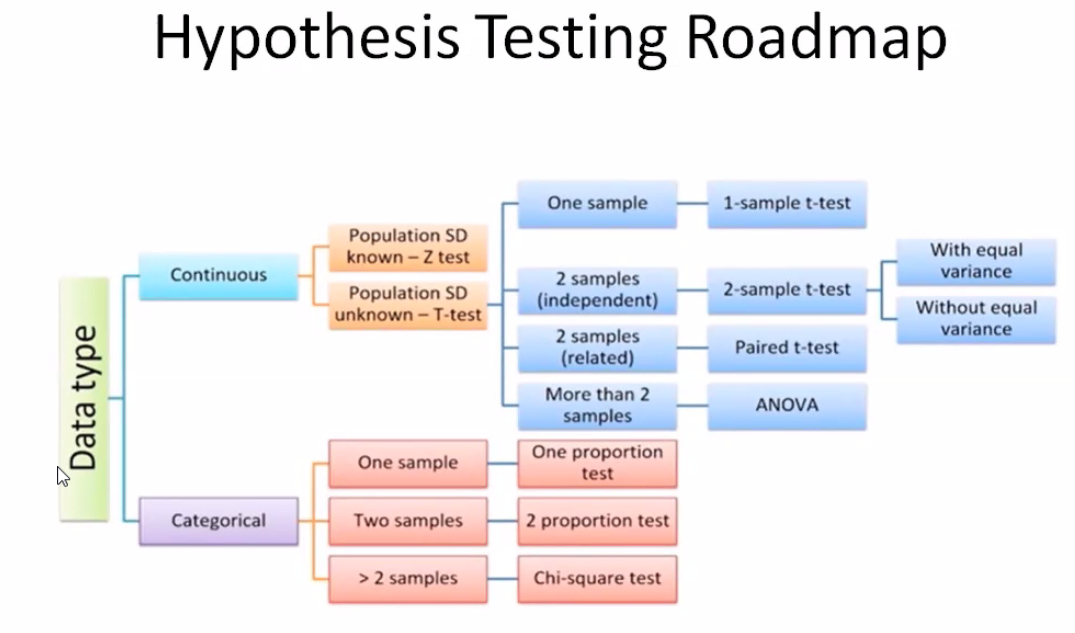 Hypothesis Testing Roadmap
Data type
Continuous
Population SD
known – Z test
Population SD
unknown – T-test
One sample
1-sample t-test
2 samples
(independent)
2-sample t-test
With equal
variance
Without equal
variance
2 samples
(related)
Paired t-test
More than 2
samples
ANOVA
Categorical
One sample
One proportion
test
Two samples
2 proportion test
> 2 samples
Chi-square test